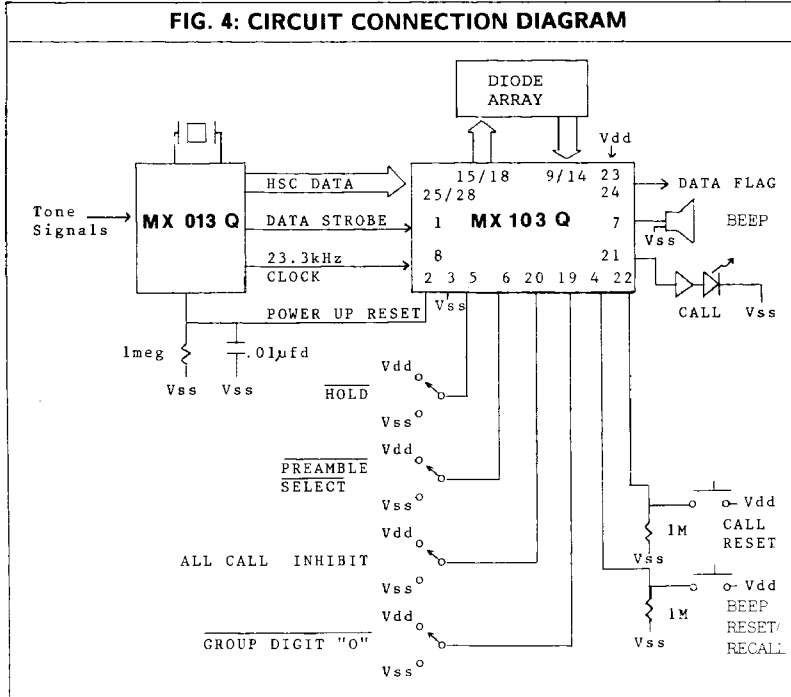 FIG. 4: CIRCUIT CONNECTION DIAGRAM
DIODE
ARRAY
Vdd
HSC DATA
15/18 9/14 23
25/28 24
DATA FLAG
Tone
Signals
MX 013 Q
DATA STROBE
1 MX 103 Q 7
BEEP
Vss
8 21
23.3kHz
CLOCK
2 3 5 6 20 19 4 22
Vss
CALL Vss
POWER UP RESET
1meg .01µfd
Vss Vss
Vdd
HOLD
Vss
Vdd
PREAMBLE
SELECT
Vss
Vdd
ALL CALL INHIBIT
Vss
Vdd
GROUP DIGIT "O"
Vss
Vdd
1M CALL
RESET
Vss
Vdd
1M BEEP
RESET/
RECALL
Vss